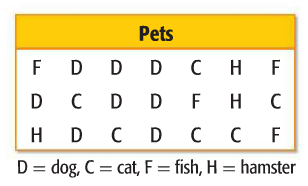 Pets
F D D D C H F
D C D D F H C
H D C D C C F
D = dog, C = cat, F = fish, H = hamster